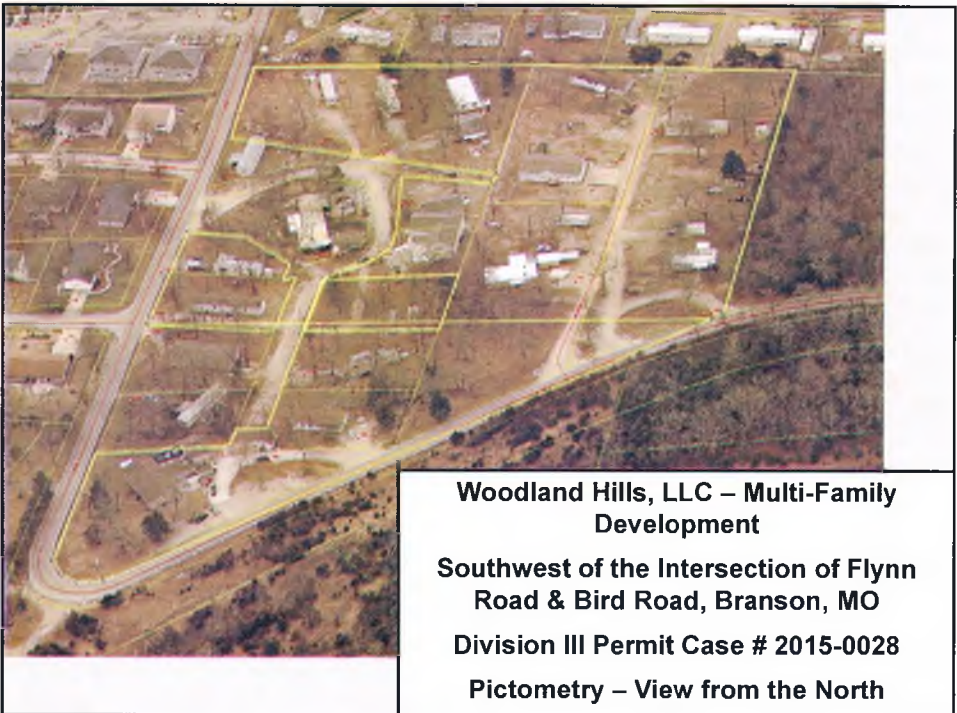 Woodland Hills, LLC – Multi-Family
Development
Southwest of the Intersection of Flynn
Road & Bird Road, Branson, MO
Division III Permit Case # 2015-0028
Pictometry – View from the North